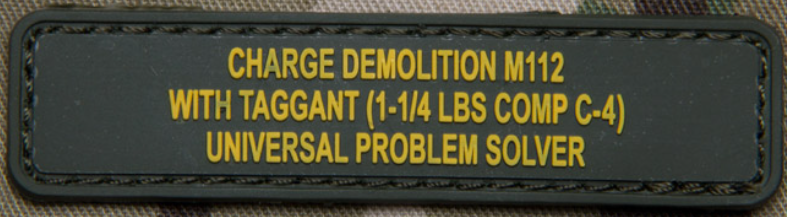 CHARGE DEMOLITION M112
WITH TAGGANT (1-1/4 LBS COMP C-4)
UNIVERSAL PROBLEM SOLVER